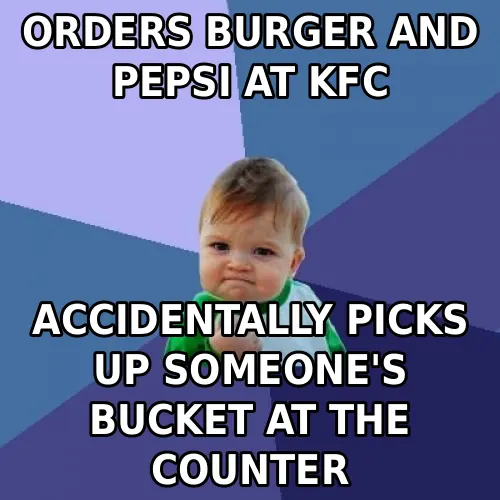 ORDERS BURGER AND
PEPSI AT KFC
ACCIDENTALLY PICKS
UP SOMEONE'S
BUCKET AT THE
COUNTER